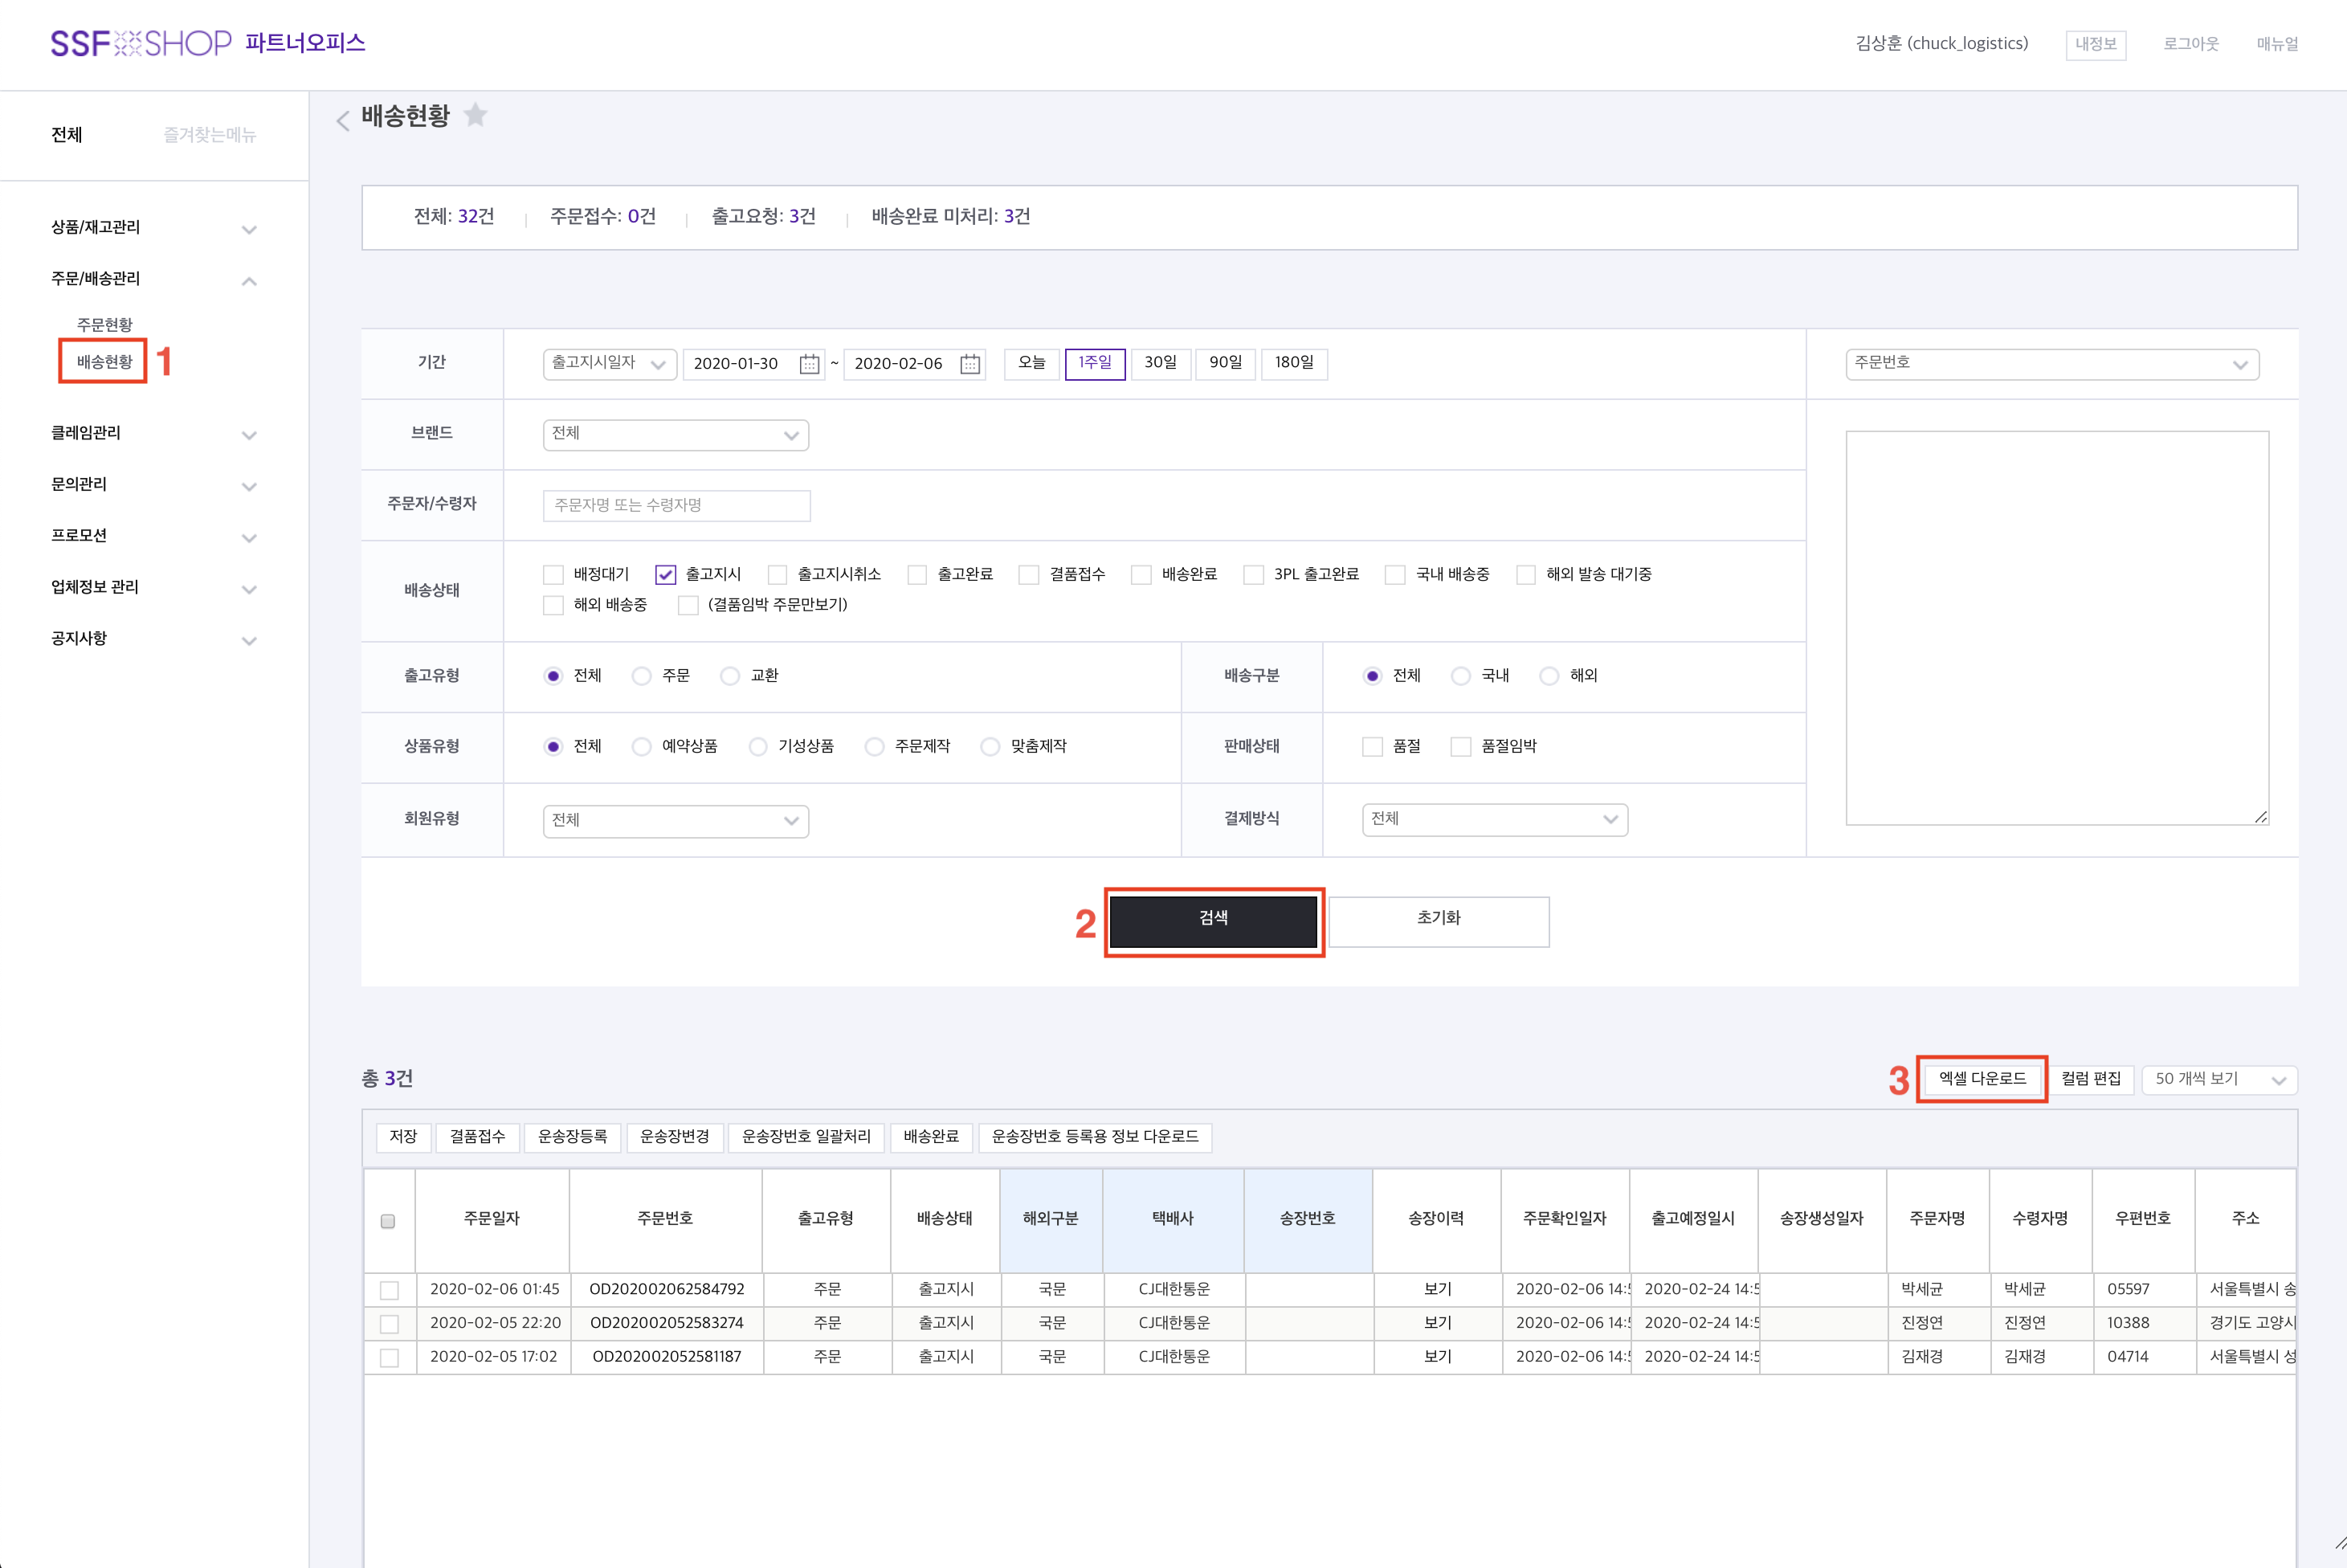 SSF SHOP 파트너오피스
김상훈 (chuck_logistics) 내정보 로그아웃 매뉴얼
전체 즐겨찾는메뉴
상품/재고관리
주문/배송관리
주문현황
배송현황 1
클레임관리
문의관리
프로모션
업체정보 관리
공지사항
배송현황
전체: 32건 주문접수: 0건 출고요청: 3건 배송완료 미처리: 3건
기간 출고지시일자 2020-01-30 ~ 2020-02-06 오늘 1주일 30일 90일 180일 주문번호
브랜드 전체
주문자/수령자 주문자명 또는 수령자명
배송상태 배정대기 출고지시 출고지시취소 출고완료 결품접수 배송완료 3PL 출고완료 국내 배송중 해외 발송 대기중
해외 배송중 (결품임박 주문만보기)
출고유형 전체 주문 교환 배송구분 전체 국내 해외
상품유형 전체 예약상품 기성상품 주문제작 맞춤제작 판매상태 품절 품절임박
회원유형 전체 결제방식 전체
2 검색 초기화
총 3건 3 엑셀 다운로드 컬럼 편집 50 개씩 보기
저장 결품접수 운송장등록 운송장변경 운송장번호 일괄처리 배송완료 운송장번호 등록용 정보 다운로드
주문일자 주문번호 출고유형 배송상태 해외구분 택배사 송장번호 송장이력 주문확인일자 출고예정일시 송장생성일자 주문자명 수령자명 우편번호 주소
2020-02-06 01:45 OD202002062584792 주문 출고지시 국문 CJ대한통운 보기 2020-02-06 14:5 2020-02-24 14:5 박세균 박세균 05597 서울특별시 송
2020-02-05 22:20 OD202002052583274 주문 출고지시 국문 CJ대한통운 보기 2020-02-06 14:5 2020-02-24 14:5 진정연 진정연 10388 경기도 고양시
2020-02-05 17:02 OD202002052581187 주문 출고지시 국문 CJ대한통운 보기 2020-02-06 14:5 2020-02-24 14:5 김재경 김재경 04714 서울특별시 성